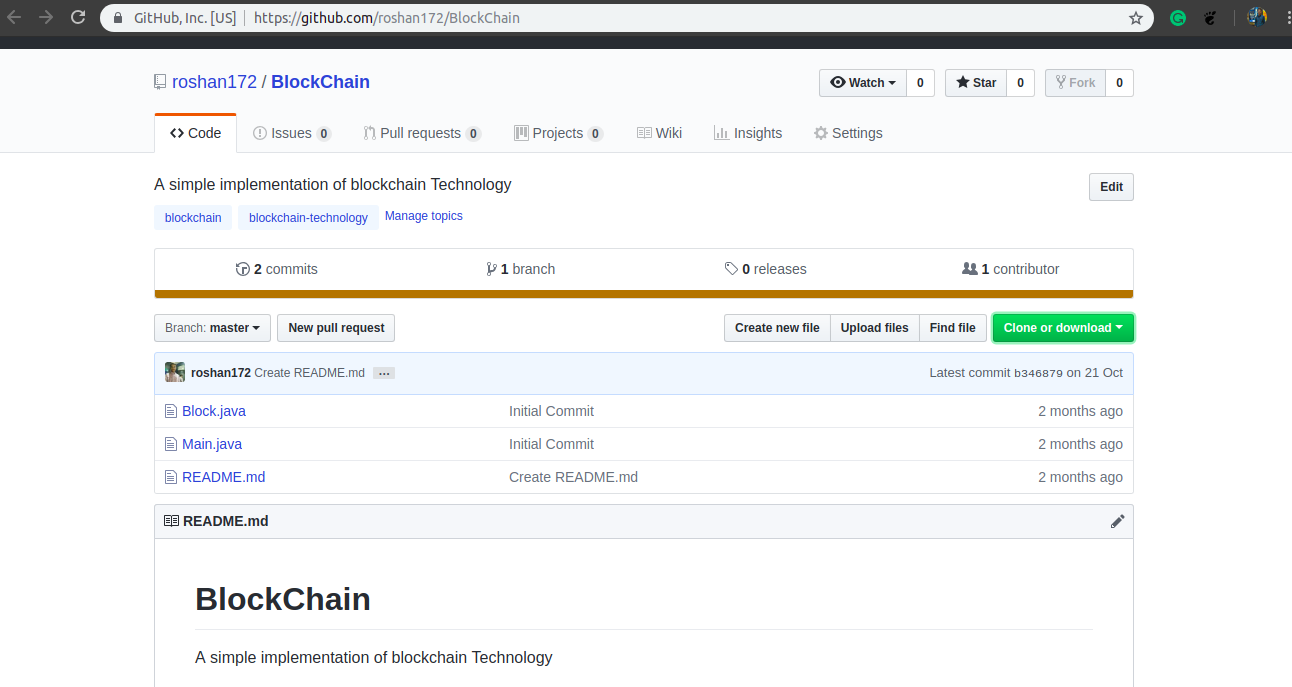 GitHub, Inc. [US] https://github.com/roshan172/BlockChain
roshan172 / BlockChain Watch 0 Star 0 Fork 0
Code Issues 0 Pull requests 0 Projects 0 Wiki Insights Settings
A simple implementation of blockchain Technology Edit
blockchain blockchain-technology Manage topics
2 commits 1 branch 0 releases 1 contributor
Branch: master New pull request Create new file Upload files Find file Clone or download
roshan172 Create README.md ... Latest commit b346879 on 21 Oct
Block.java Initial Commit 2 months ago
Main.java Initial Commit 2 months ago
README.md Create README.md 2 months ago
README.md
BlockChain
A simple implementation of blockchain Technology